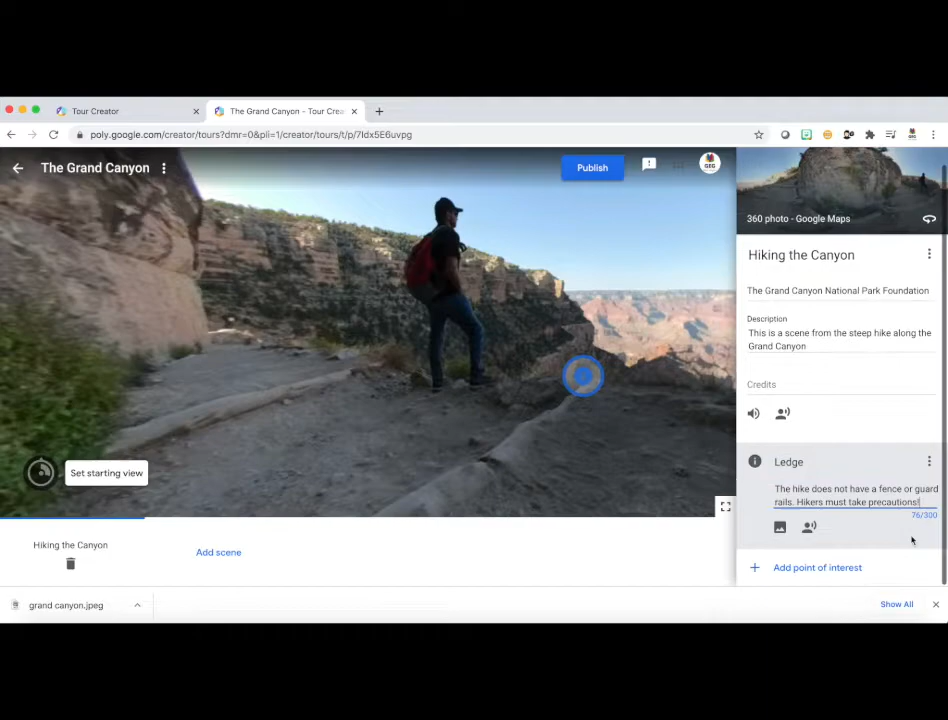 Tour Creator
The Grand Canyon - Tour Crea
poly.google.com/creator/tours?dmr=0&pli=1/creator/tours/t/p/7Idx5E6uvpg
The Grand Canyon
Publish
SEG
360 photo - Google Maps
Hiking the Canyon
The Grand Canyon National Park Foundation
Description
This is a scene from the steep hike along the
Grand Canyon
Credits
Ledge
The hike does not have a fence or guard
rails. Hikers must take precautions!
76/300
Set starting view
Hiking the Canyon
Add scene
Add point of interest
grand canyon.jpeg
Show All